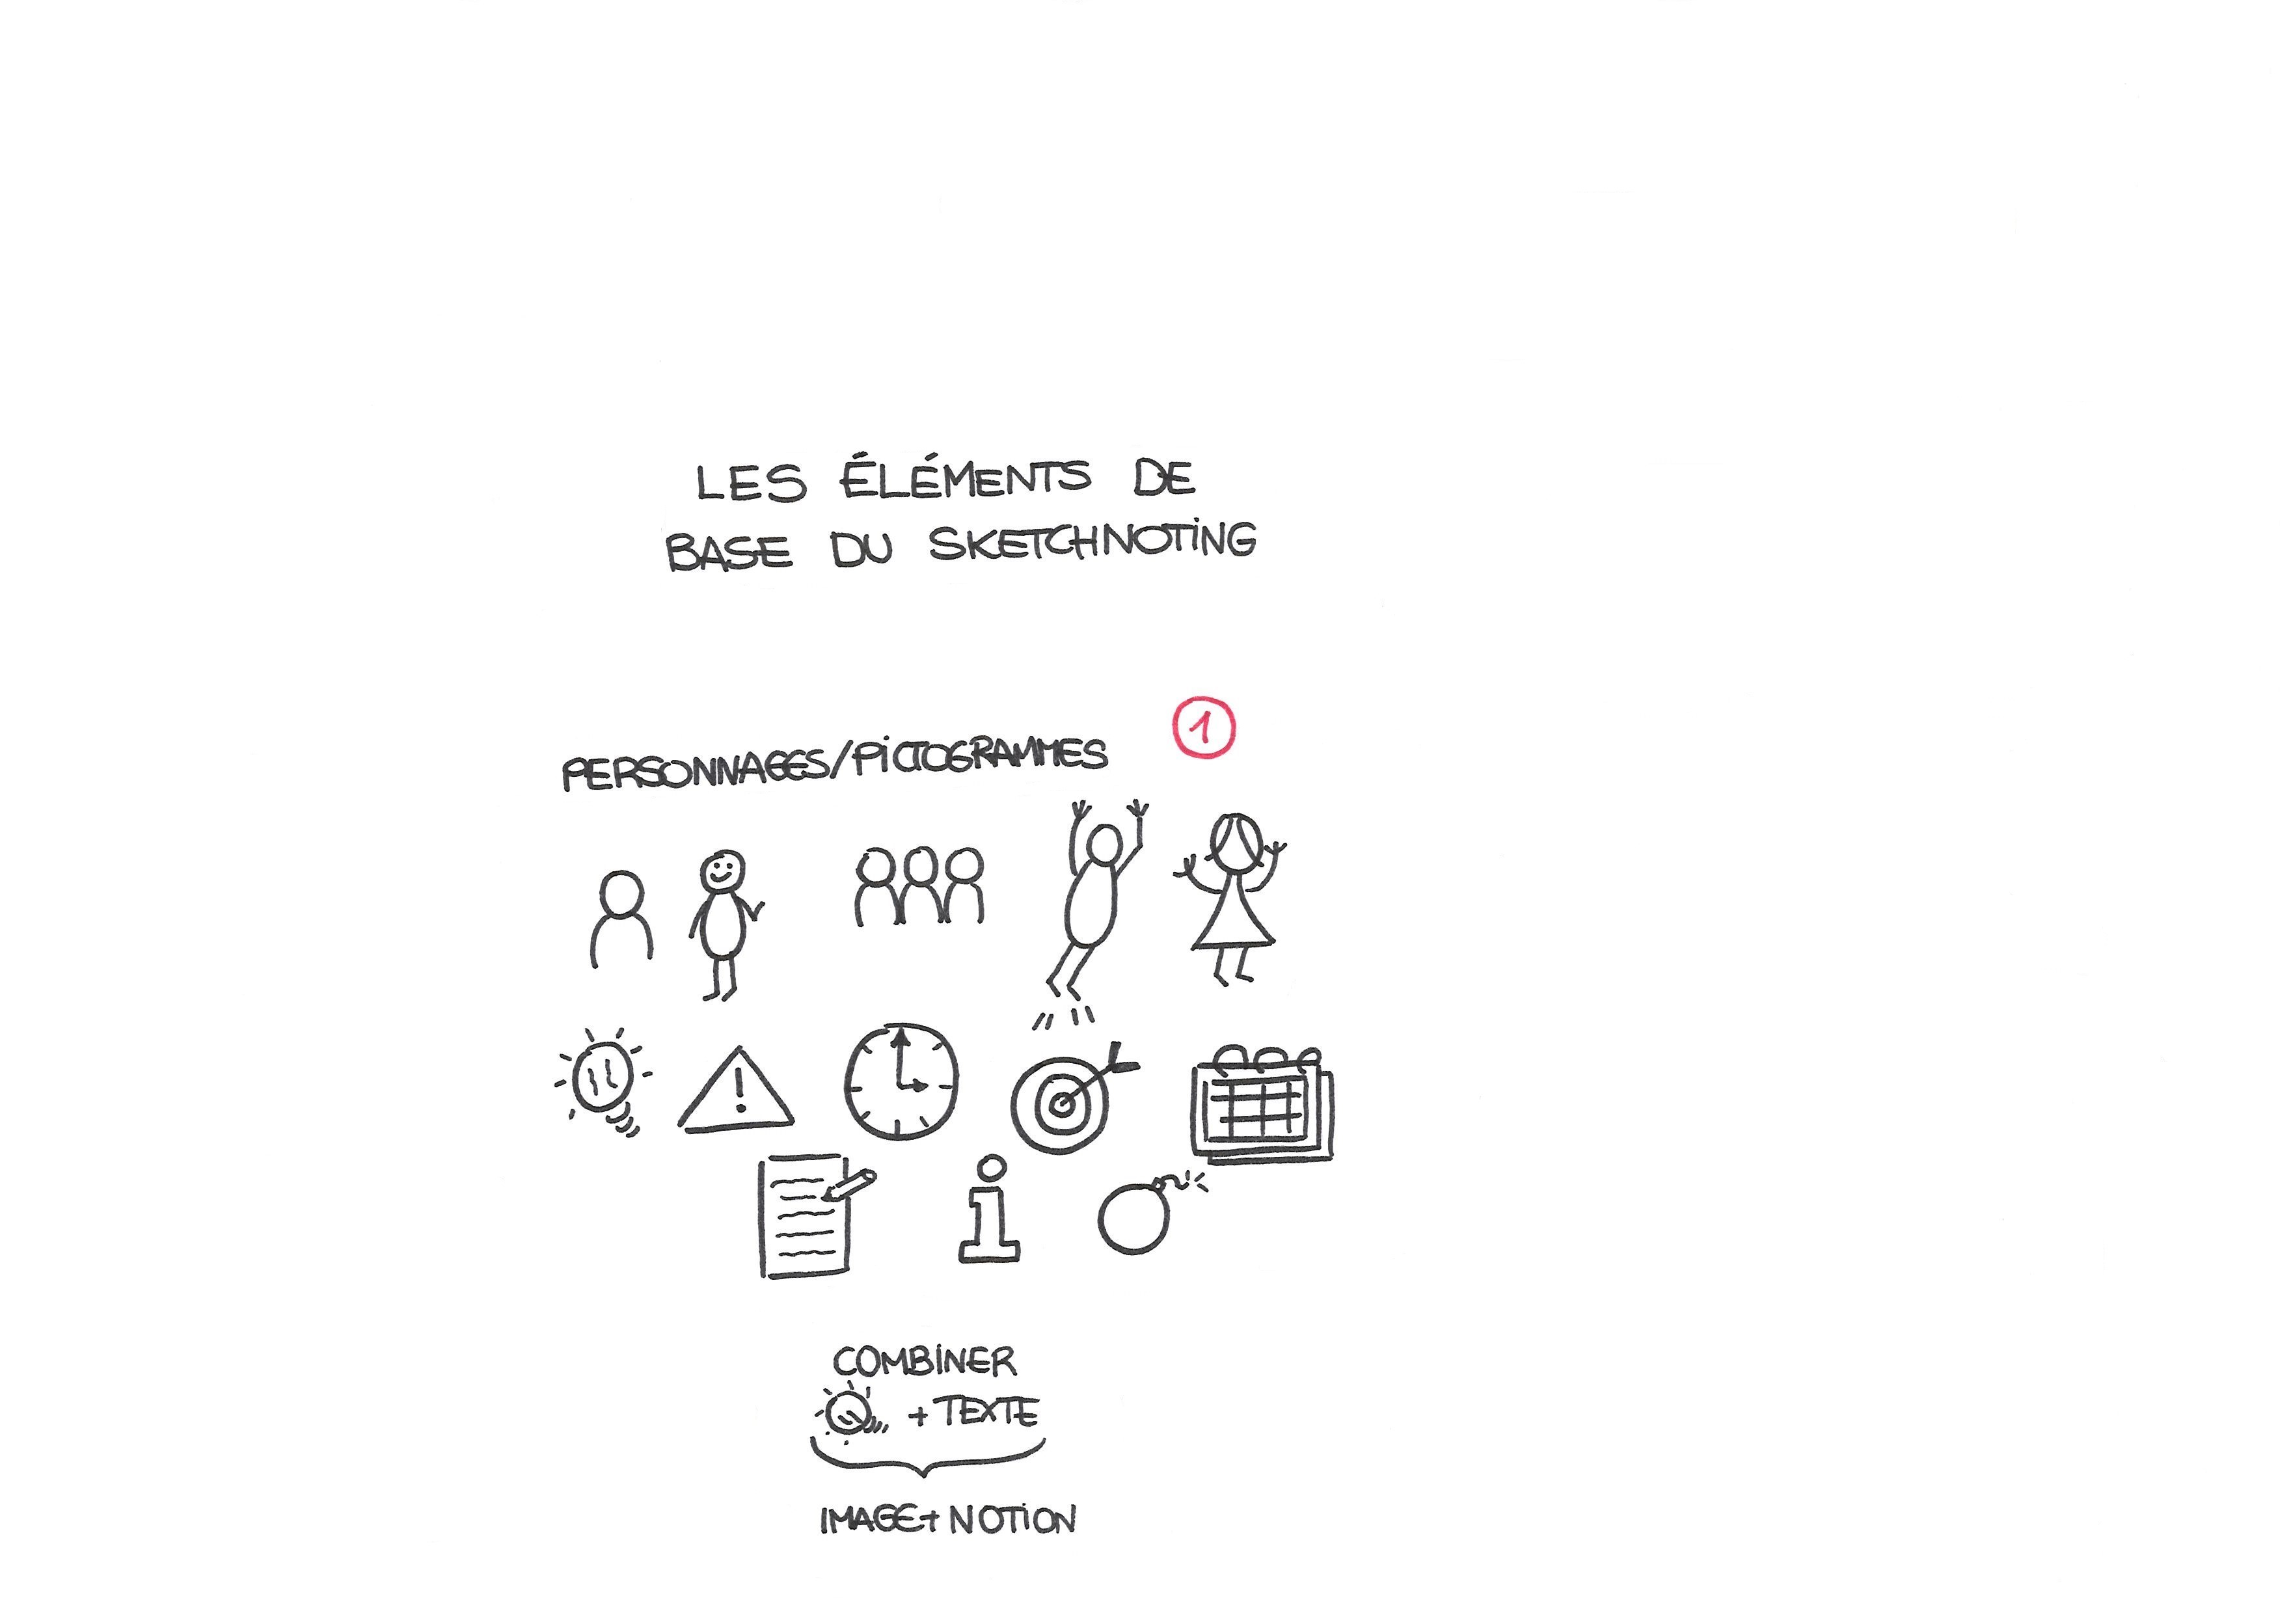 LES ÉLÉMENTS DE
BASE DU SKETCHNOTING
1
PERSONNAGES/PICTOGRAMMES
!
i
COMBINER
+ TEXTE
IMAGE + NOTION